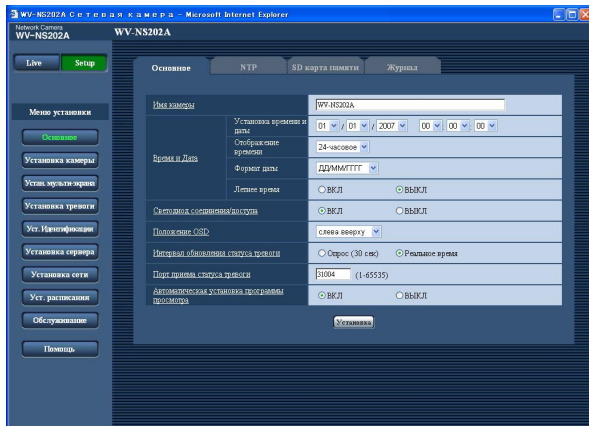 WV-NS202A Сетевая камера - Microsoft Internet Explorer
Network Camera
WV-NS202A
WV-NS202A
Live Setup
Основное NTP SD карта памяти Журнал
Меню установки
Основное
Установка камеры
Устан. мульти-экрана
Установка тревоги
Уст. Идентификации
Установка сервера
Установка сети
Уст. расписания
Обслуживание
Помощь
Имя камеры WV-NS202A
Время и Дата
Установка времени и даты 01 / 01 / 2007 00 : 00 : 00
Отображение времени 24-часовое
Формат даты ДД/ММ/ГГГГ
Летнее время ВКЛ ВЫКЛ
Светодиод соединения/доступа ВКЛ ВЫКЛ
Положение OSD слева вверху
Интервал обновления статуса тревоги Опрос (30 сек) Реальное время
Порт приема статуса тревоги 31004 (1-65535)
Автоматическая установка программы просмотра ВКЛ ВЫКЛ
Установка